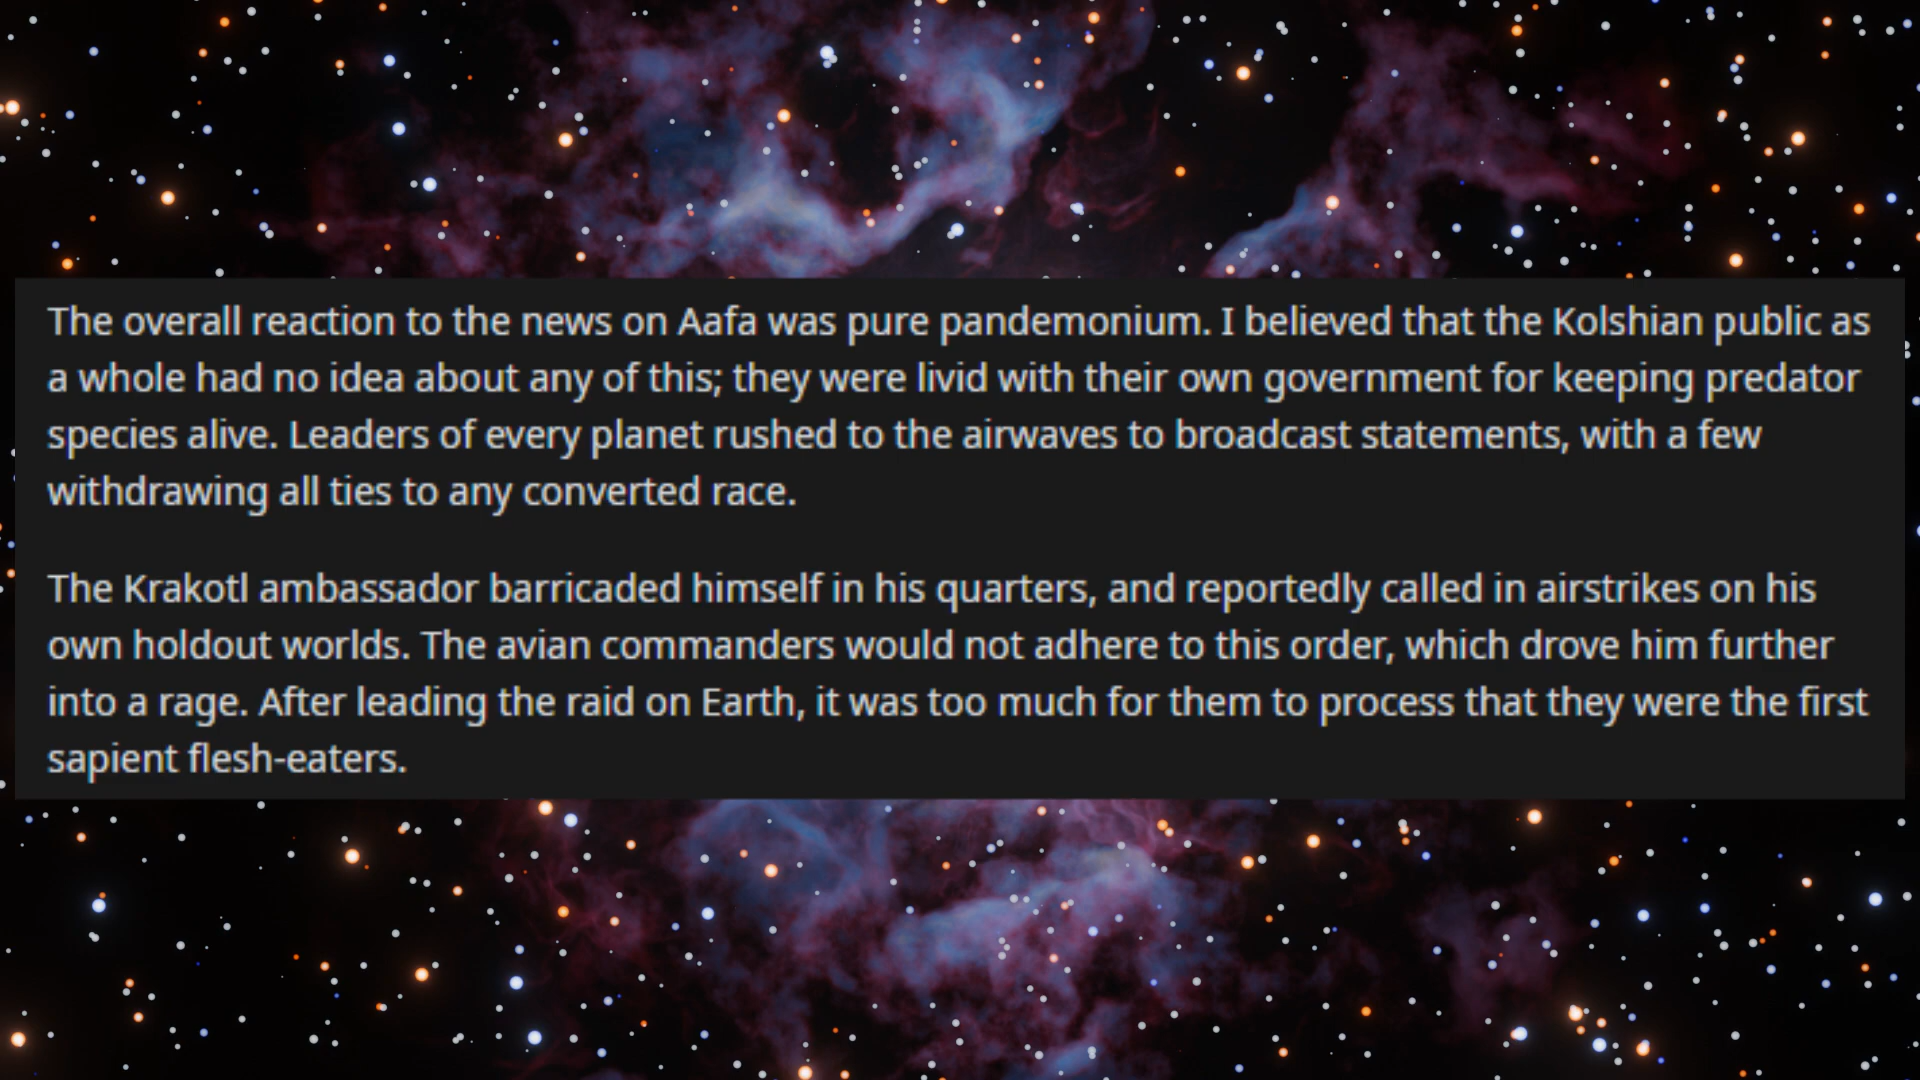 The overall reaction to the news on Aafa was pure pandemonium. I believed that the Kolshian public as
a whole had no idea about any of this; they were livid with their own government for keeping predator
species alive. Leaders of every planet rushed to the airwaves to broadcast statements, with a few
withdrawing all ties to any converted race.
The Krakotl ambassador barricaded himself in his quarters, and reportedly called in airstrikes on his
own holdout worlds. The avian commanders would not adhere to this order, which drove him further
into a rage. After leading the raid on Earth, it was too much for them to process that they were the first
sapient flesh-eaters.